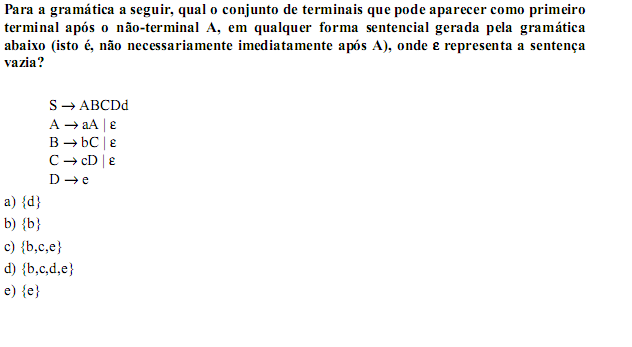 Para a gramática a seguir, qual o conjunto de terminais que pode aparecer como primeiro
terminal após o não-terminal A, em qualquer forma sentencial gerada pela gramática
abaixo (isto é, não necessariamente imediatamente após A), onde ε representa a sentença
vazia?
S → ABCDd
A → aA | ε
B → bC | ε
C → cD | ε
D → e
a) {d}
b) {b}
c) {b,c,e}
d) {b,c,d,e}
e) {e}